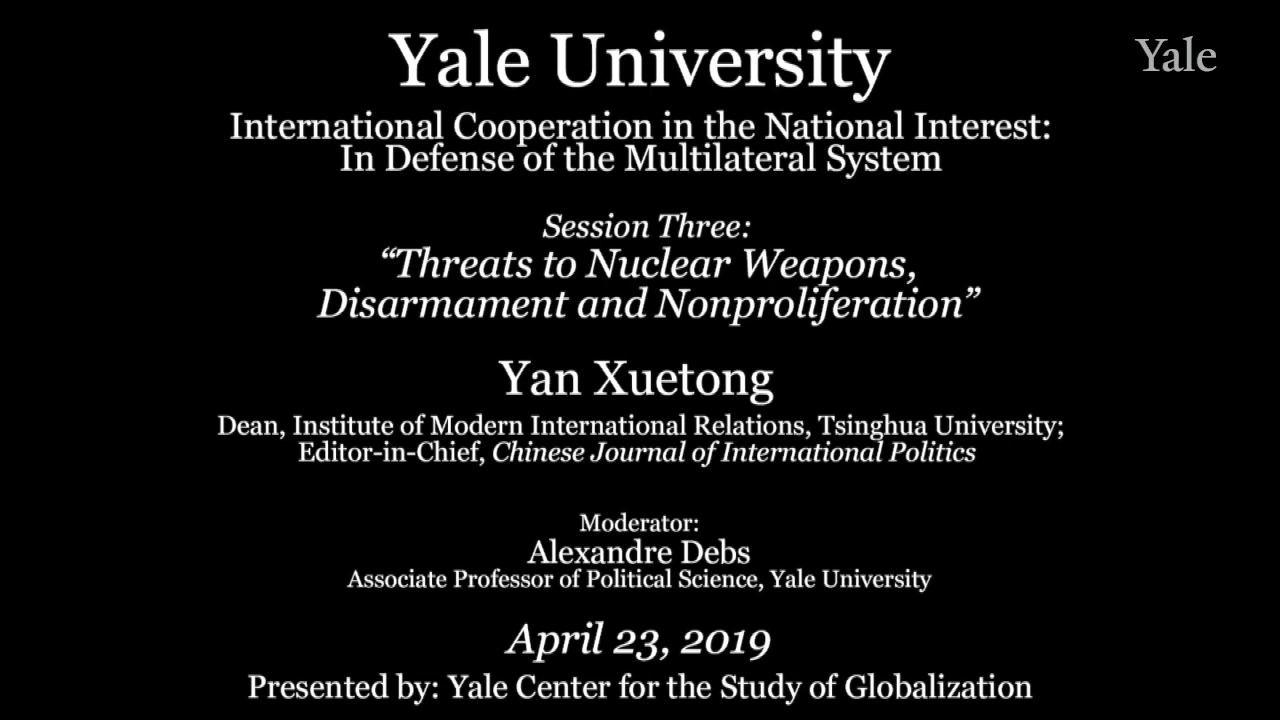 Yale University
Yale
International Cooperation in the National Interest:
In Defense of the Multilateral System
Session Three:
“Threats to Nuclear Weapons,
Disarmament and Nonproliferation”
Yan Xuetong
Dean, Institute of Modern International Relations, Tsinghua University;
Editor-in-Chief, Chinese Journal of International Politics
Moderator:
Alexandre Debs
Associate Professor of Political Science, Yale University
April 23, 2019
Presented by: Yale Center for the Study of Globalization